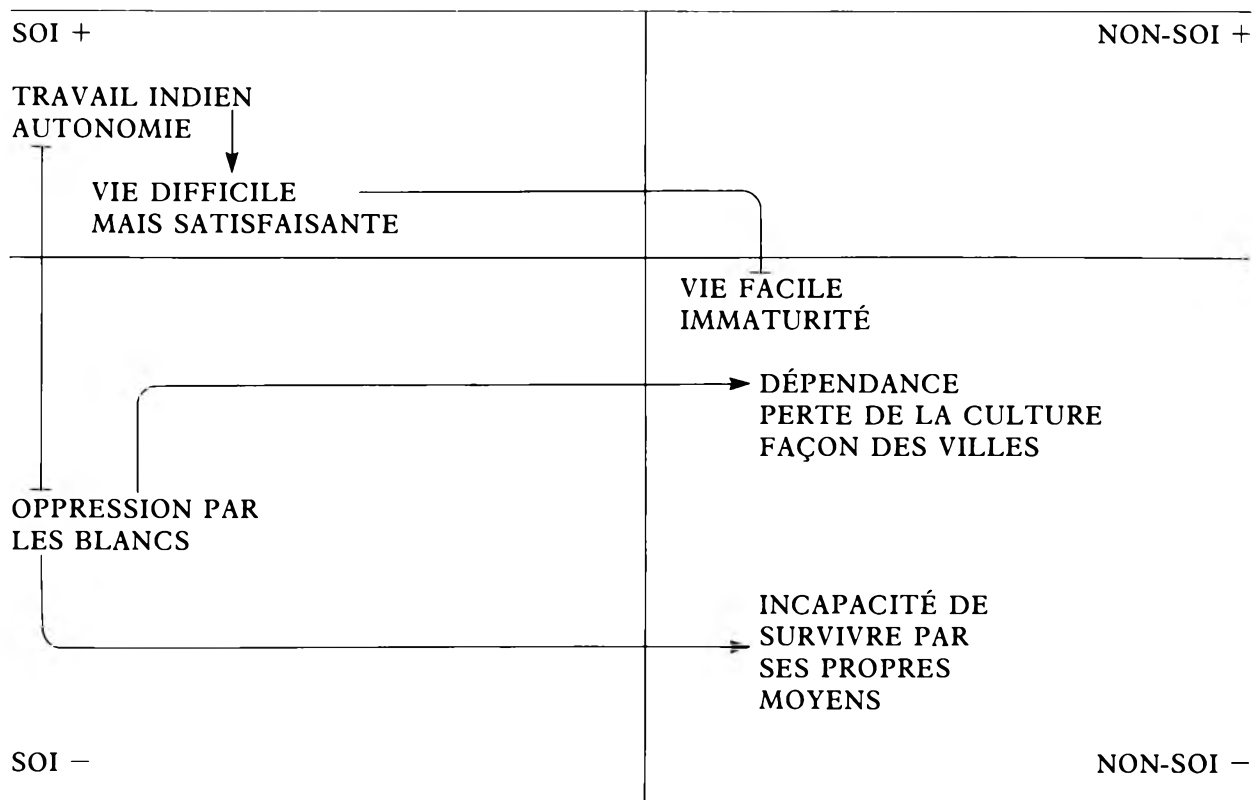 SOI +
NON-SOI +
TRAVAIL INDIEN
AUTONOMIE
VIE DIFFICILE
MAIS SATISFAISANTE
VIE FACILE
IMMATURITÉ
DÉPENDANCE
PERTE DE LA CULTURE
FAÇON DES VILLES
OPPRESSION PAR
LES BLANCS
INCAPACITÉ DE
SURVIVRE PAR
SES PROPRES
MOYENS
SOI −
NON-SOI −